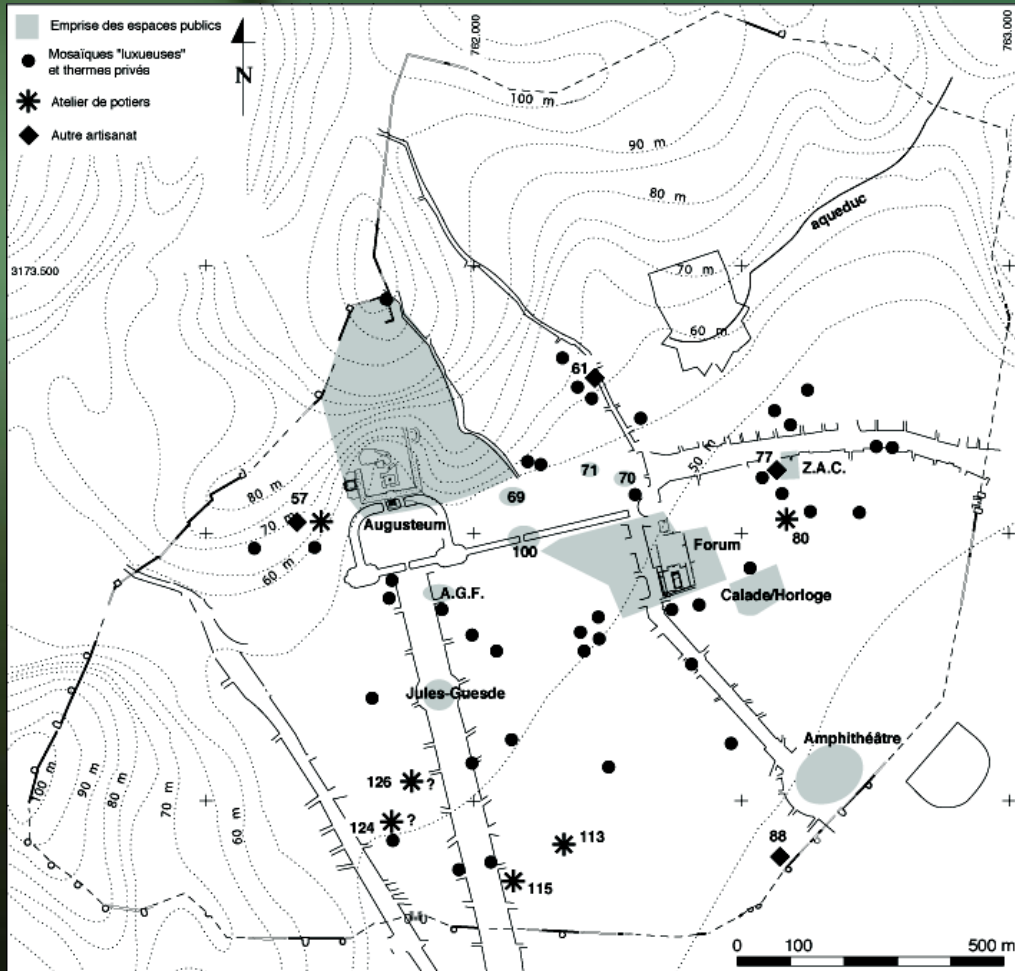 Emprise des espaces publics
Mosaïques "luxueuses"
et thermes privés
Atelier de potiers
Autre artisanat
N
762.000
763.000
3173.500
100 m
90 m
80 m
aqueduc
70 m
60 m
61
50 m
77
Z.A.C.
71
70
69
80 m
57
70 m
60 m
Augusteum
100
Forum
80
A.G.F.
Calade/Horloge
Jules-Guesde
Amphithéâtre
126 ?
124 ?
113
115
88
100 m
90 m
80 m
70 m
60 m
0 100 500 m